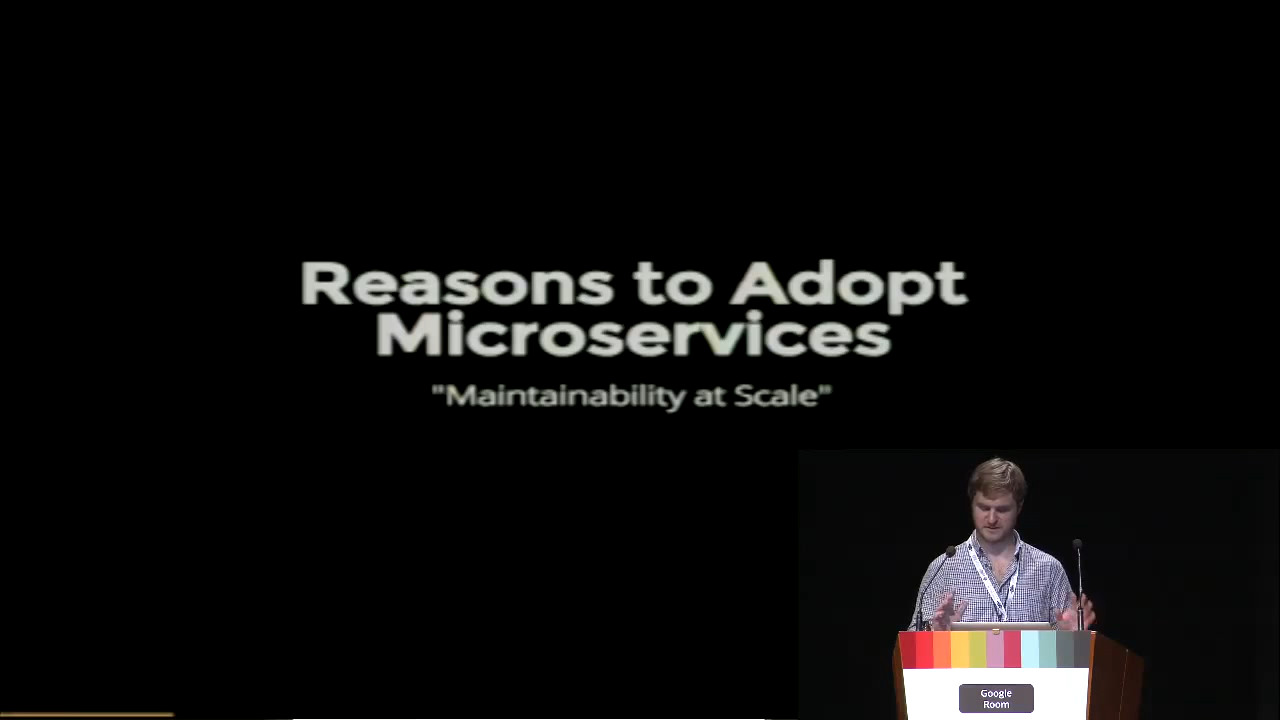 Reasons to Adopt
Microservices
"Maintainability at Scale"
Google
Room